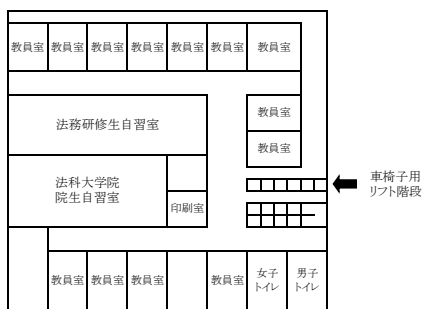 教員室 教員室 教員室 教員室 教員室 教員室 教員室
教員室
法務研修生自習室
教員室
車椅子用
リフト階段
法科大学院
院生自習室
印刷室
教員室 教員室 教員室 教員室 女子
トイレ 男子
トイレ